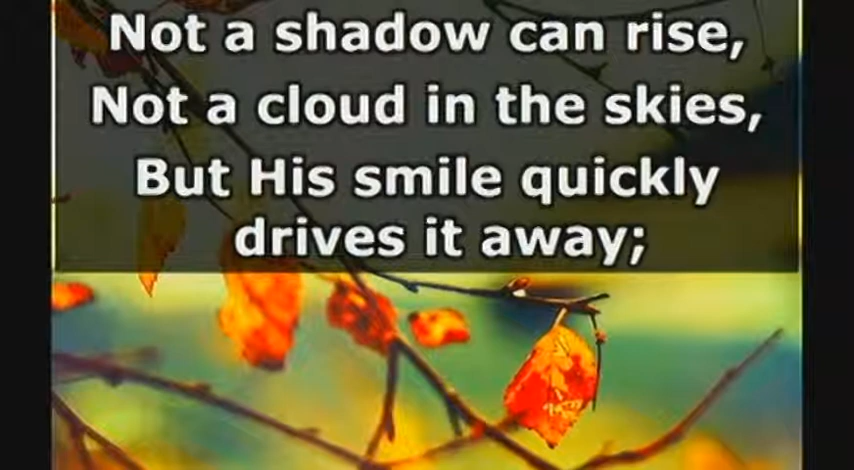 Not a shadow can rise,
Not a cloud in the skies,
But His smile quickly
drives it away;